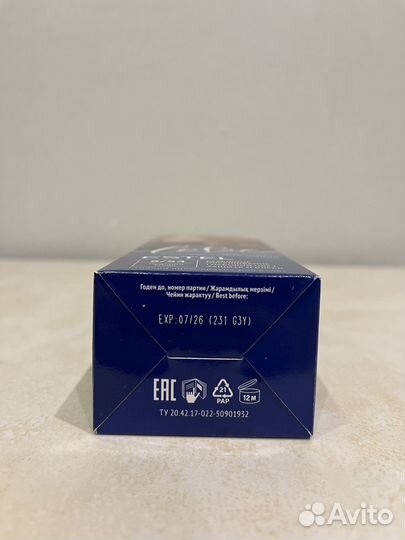 ESTEL
Годен до, номер партии / Жарамдылық мерзімі /
Чейин жарактуу / Best before:
EXP:07/26 (231 G3Y)
EAC
21
PAP
12 M
ТУ 20.42.17-022-50901932
Avito